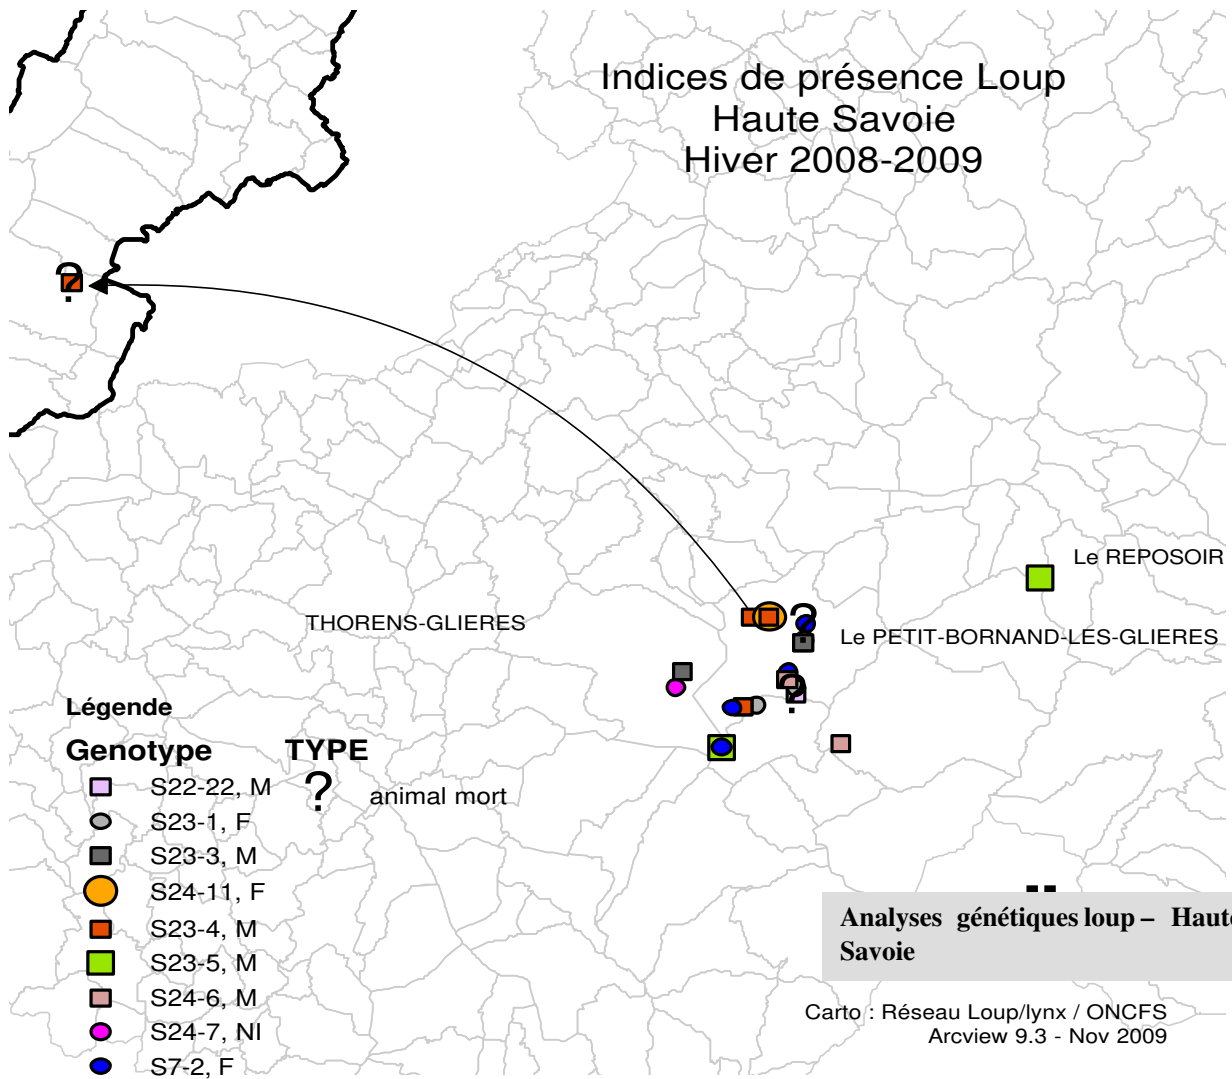 Indices de présence Loup
Haute Savoie
Hiver 2008-2009
?
Le REPOSOIR
THORENS-GLIERES
?
Le PETIT-BORNAND-LES-GLIERES
?
Légende
Genotype TYPE
S22-22, M ? animal mort
S23-1, F
S23-3, M
S24-11, F
S23-4, M
S23-5, M
S24-6, M
S24-7, NI
S7-2, F
Analyses génétiques loup – Haute
Savoie
Carto : Réseau Loup/lynx / ONCFS
Arcview 9.3 - Nov 2009